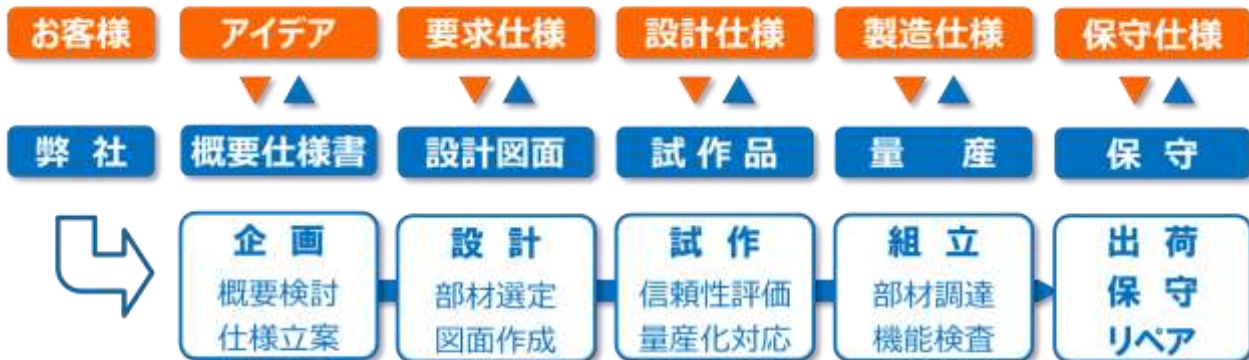 お客様 アイデア 要求仕様 設計仕様 製造仕様 保守仕様
弊社 概要仕様書 設計図面 試作品 量産 保守
企画
概要検討
仕様立案
設計
部材選定
図面作成
試作
信頼性評価
量産化対応
組立
部材調達
機能検査
出荷
保守
リペア